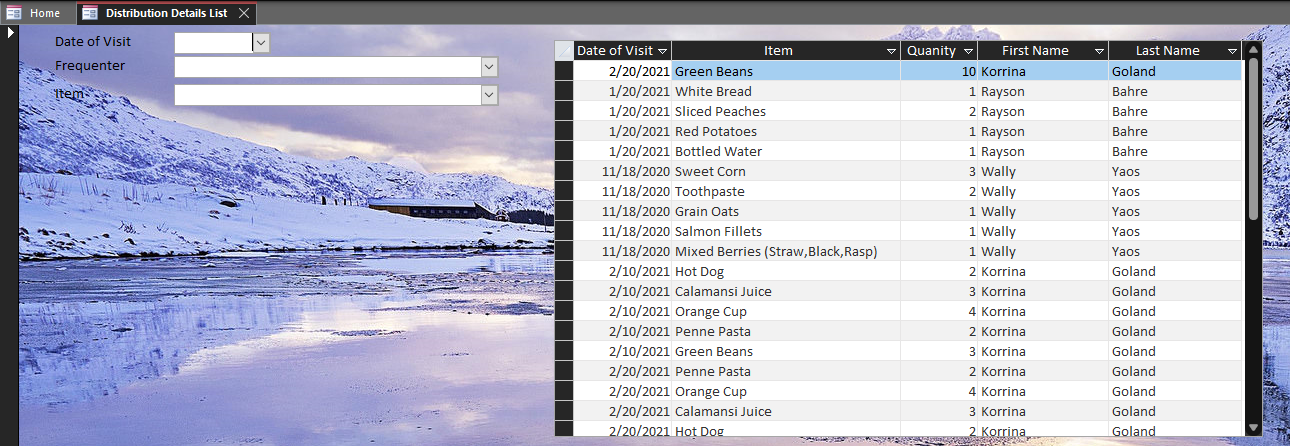 Home Distribution Details List
Date of Visit
Frequenter
Item
Date of Visit Item Quanity First Name Last Name
2/20/2021 Green Beans 10 Korrina Goland
1/20/2021 White Bread 1 Rayson Bahre
1/20/2021 Sliced Peaches 2 Rayson Bahre
1/20/2021 Red Potatoes 1 Rayson Bahre
1/20/2021 Bottled Water 1 Rayson Bahre
11/18/2020 Sweet Corn 3 Wally Yaos
11/18/2020 Toothpaste 2 Wally Yaos
11/18/2020 Grain Oats 1 Wally Yaos
11/18/2020 Salmon Fillets 1 Wally Yaos
11/18/2020 Mixed Berries (Straw,Black,Rasp) 1 Wally Yaos
2/10/2021 Hot Dog 2 Korrina Goland
2/10/2021 Calamansi Juice 3 Korrina Goland
2/10/2021 Orange Cup 4 Korrina Goland
2/10/2021 Penne Pasta 2 Korrina Goland
2/10/2021 Green Beans 3 Korrina Goland
2/20/2021 Penne Pasta 2 Korrina Goland
2/20/2021 Orange Cup 4 Korrina Goland
2/20/2021 Calamansi Juice 3 Korrina Goland
2/20/2021 Hot Dog 2 Korrina Goland